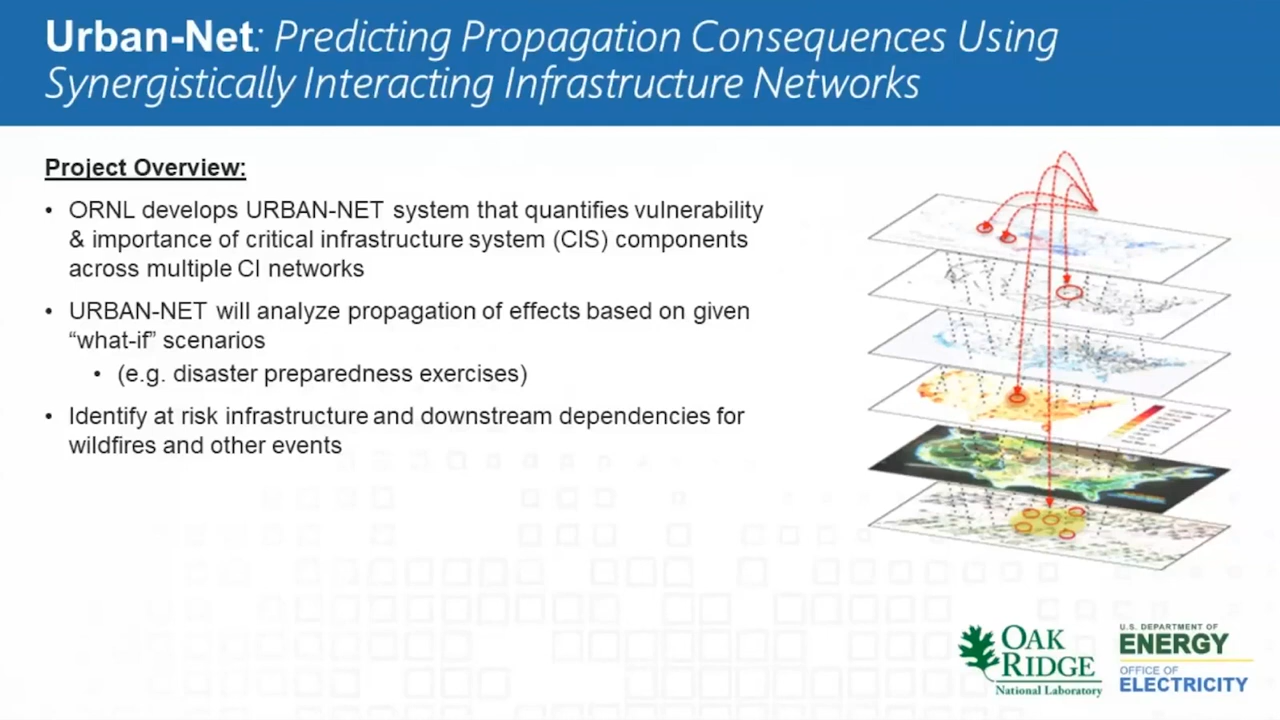 Urban-Net: Predicting Propagation Consequences Using
Synergistically Interacting Infrastructure Networks
Project Overview:
• ORNL develops URBAN-NET system that quantifies vulnerability
& importance of critical infrastructure system (CIS) components
across multiple CI networks
• URBAN-NET will analyze propagation of effects based on given
“what-if” scenarios
• (e.g. disaster preparedness exercises)
• Identify at risk infrastructure and downstream dependencies for
wildfires and other events
OAK
RIDGE
National Laboratory
U.S. DEPARTMENT OF
ENERGY
OFFICE OF
ELECTRICITY